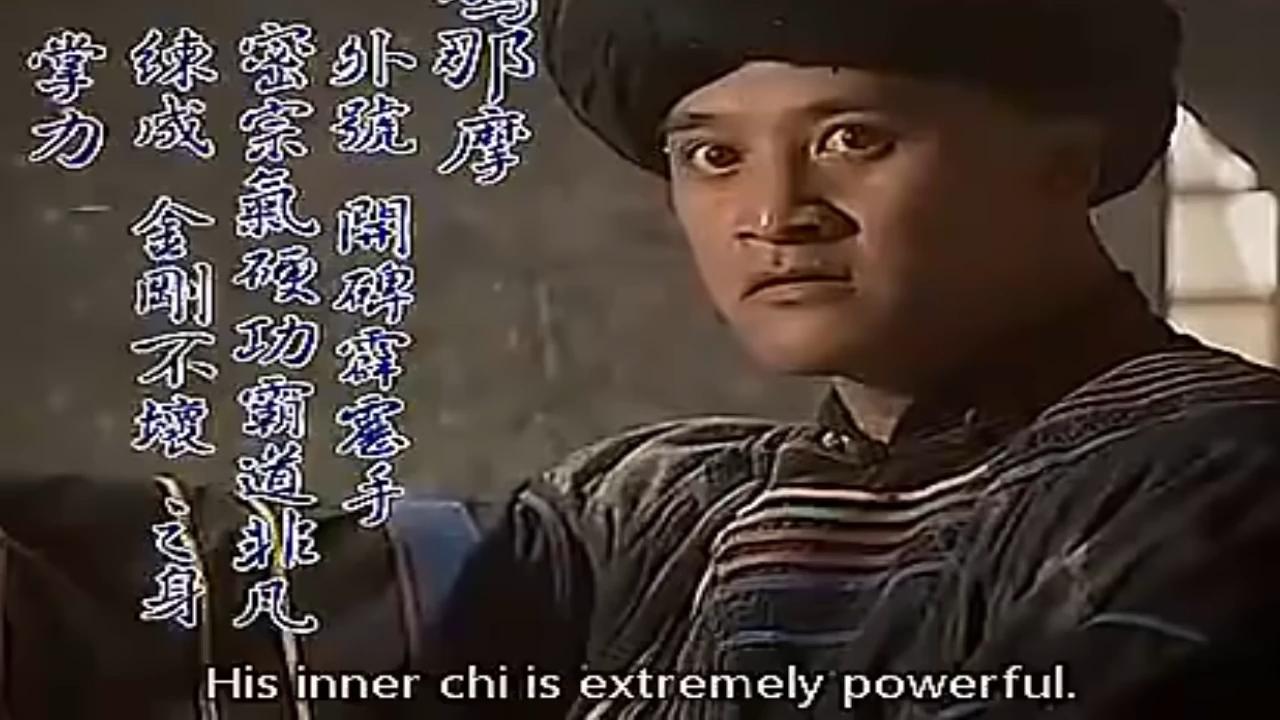 那摩
外號 開碑霹靂手
密宗氣硬功霸道非凡
練成 金剛不壞 之身
掌力
His inner chi is extremely powerful.